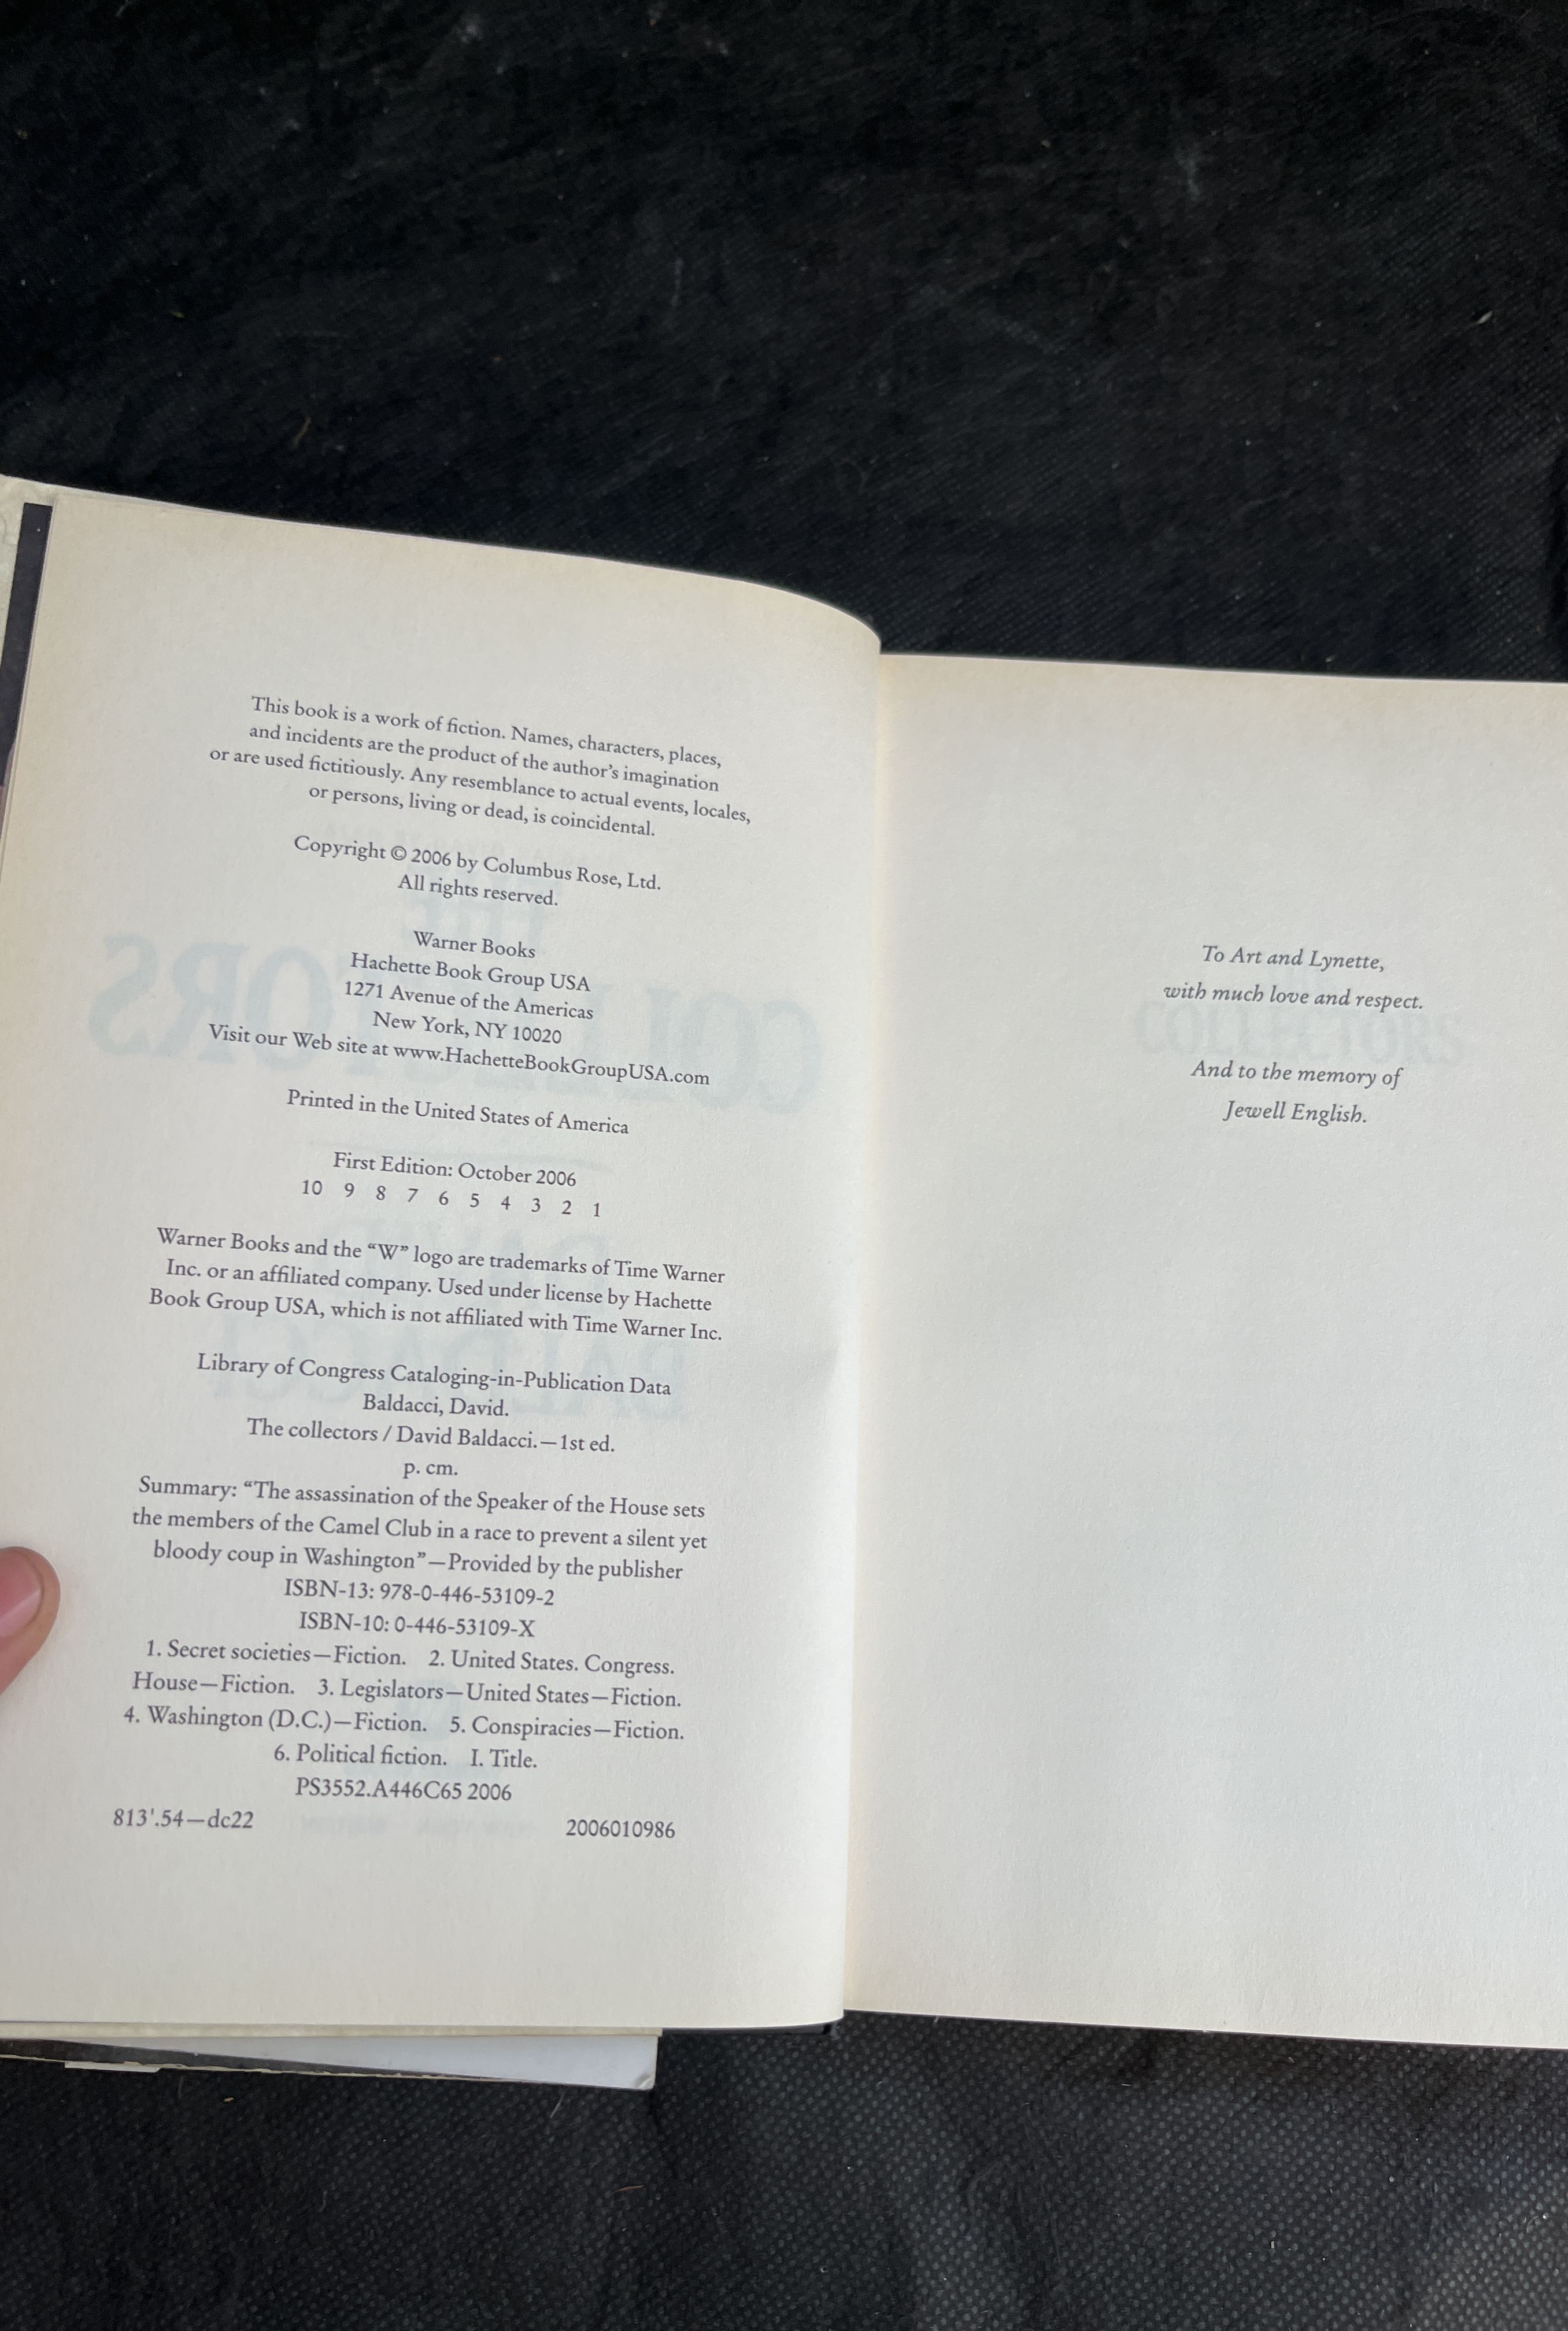 This book is a work of fiction. Names, characters, places,
and incidents are the product of the author's imagination
or are used fictitiously. Any resemblance to actual events, locales,
or persons, living or dead, is coincidental.
Copyright © 2006 by Columbus Rose, Ltd.
All rights reserved.
Warner Books
Hachette Book Group USA
1271 Avenue of the Americas
New York, NY 10020
Visit our Web site at www.HachetteBookGroupUSA.com
Printed in the United States of America
First Edition: October 2006
10 9 8 7 6 5 4 3 2 1
Warner Books and the “W” logo are trademarks of Time Warner
Inc. or an affiliated company. Used under license by Hachette
Book Group USA, which is not affiliated with Time Warner Inc.
Library of Congress Cataloging-in-Publication Data
Baldacci, David.
The collectors / David Baldacci.—1st ed.
p. cm.
Summary: “The assassination of the Speaker of the House sets
the members of the Camel Club in a race to prevent a silent yet
bloody coup in Washington”—Provided by the publisher
ISBN-13: 978-0-446-53109-2
ISBN-10: 0-446-53109-X
1. Secret societies—Fiction. 2. United States. Congress.
House—Fiction. 3. Legislators—United States—Fiction.
4. Washington (D.C.)—Fiction. 5. Conspiracies—Fiction.
6. Political fiction. I. Title.
PS3552.A446C65 2006
813'.54—dc22 2006010986
To Art and Lynette,
with much love and respect.
COLLECTORS
And to the memory of
Jewell English.